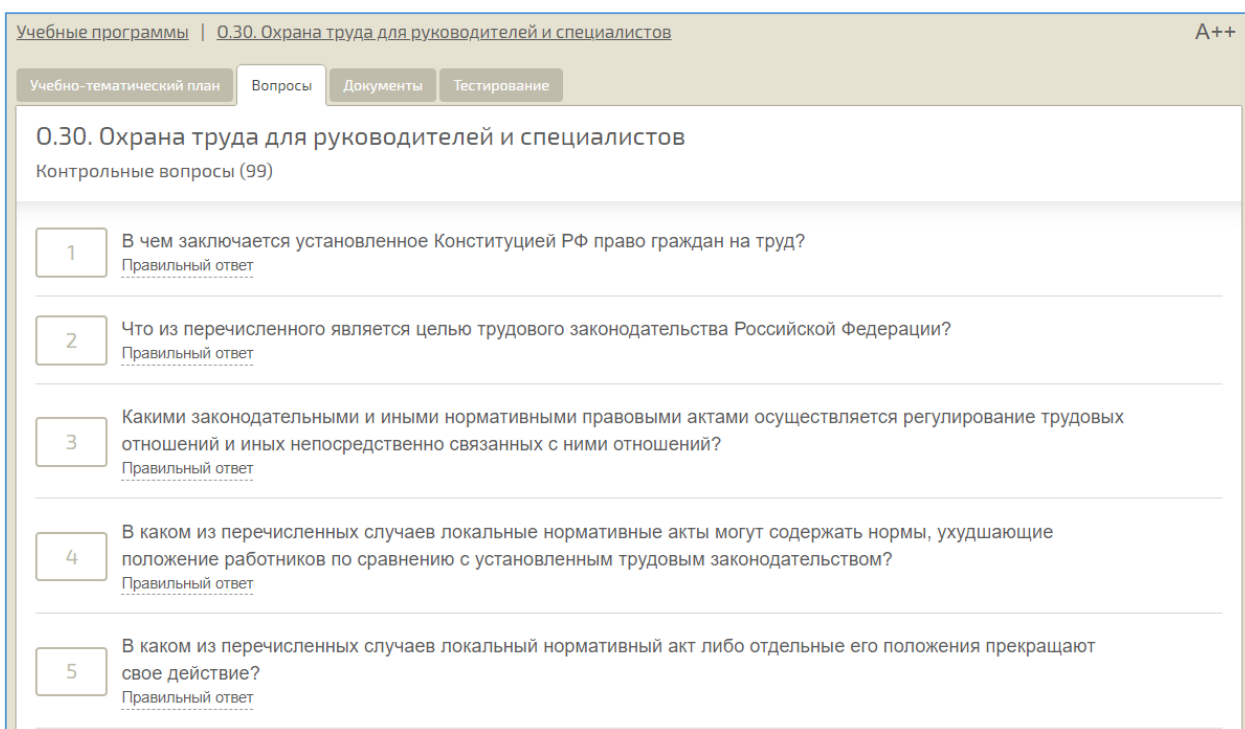 Учебные программы | О.30. Охрана труда для руководителей и специалистов A++
Учебно-тематический план Вопросы Документы Тестирование
О.30. Охрана труда для руководителей и специалистов
Контрольные вопросы (99)
1 В чем заключается установленное Конституцией РФ право граждан на труд?
Правильный ответ
2 Что из перечисленного является целью трудового законодательства Российской Федерации?
Правильный ответ
3 Какими законодательными и иными нормативными правовыми актами осуществляется регулирование трудовых
отношений и иных непосредственно связанных с ними отношений?
Правильный ответ
4 В каком из перечисленных случаев локальные нормативные акты могут содержать нормы, ухудшающие
положение работников по сравнению с установленным трудовым законодательством?
Правильный ответ
5 В каком из перечисленных случаев локальный нормативный акт либо отдельные его положения прекращают
свое действие?
Правильный ответ